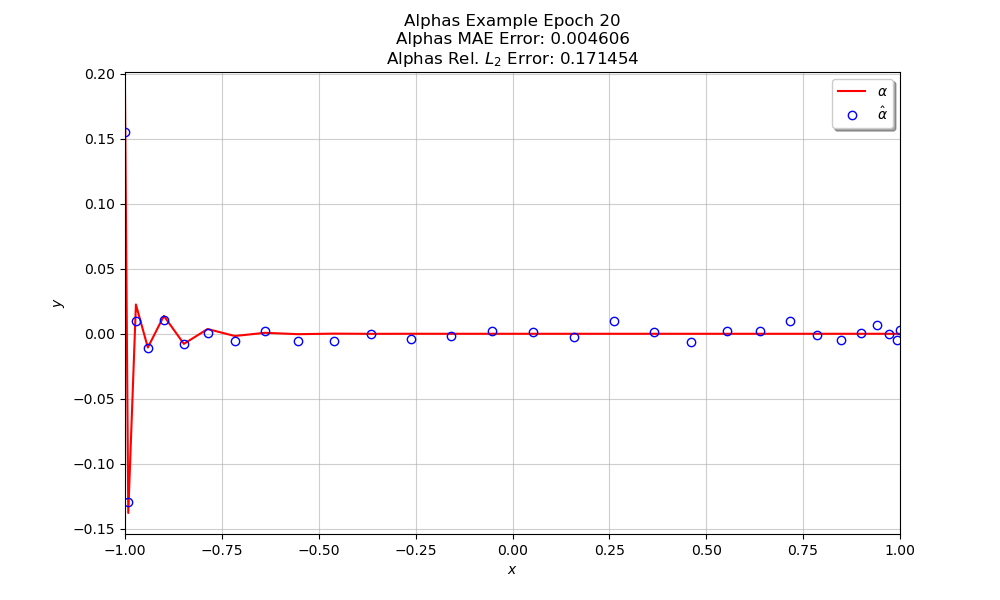 Alphas Example Epoch 20
Alphas MAE Error: 0.004606
Alphas Rel. L₂ Error: 0.171454
α
α̂
0.20
0.15
0.10
0.05
0.00
−0.05
−0.10
−0.15
y
−1.00 −0.75 −0.50 −0.25 0.00 0.25 0.50 0.75 1.00
x